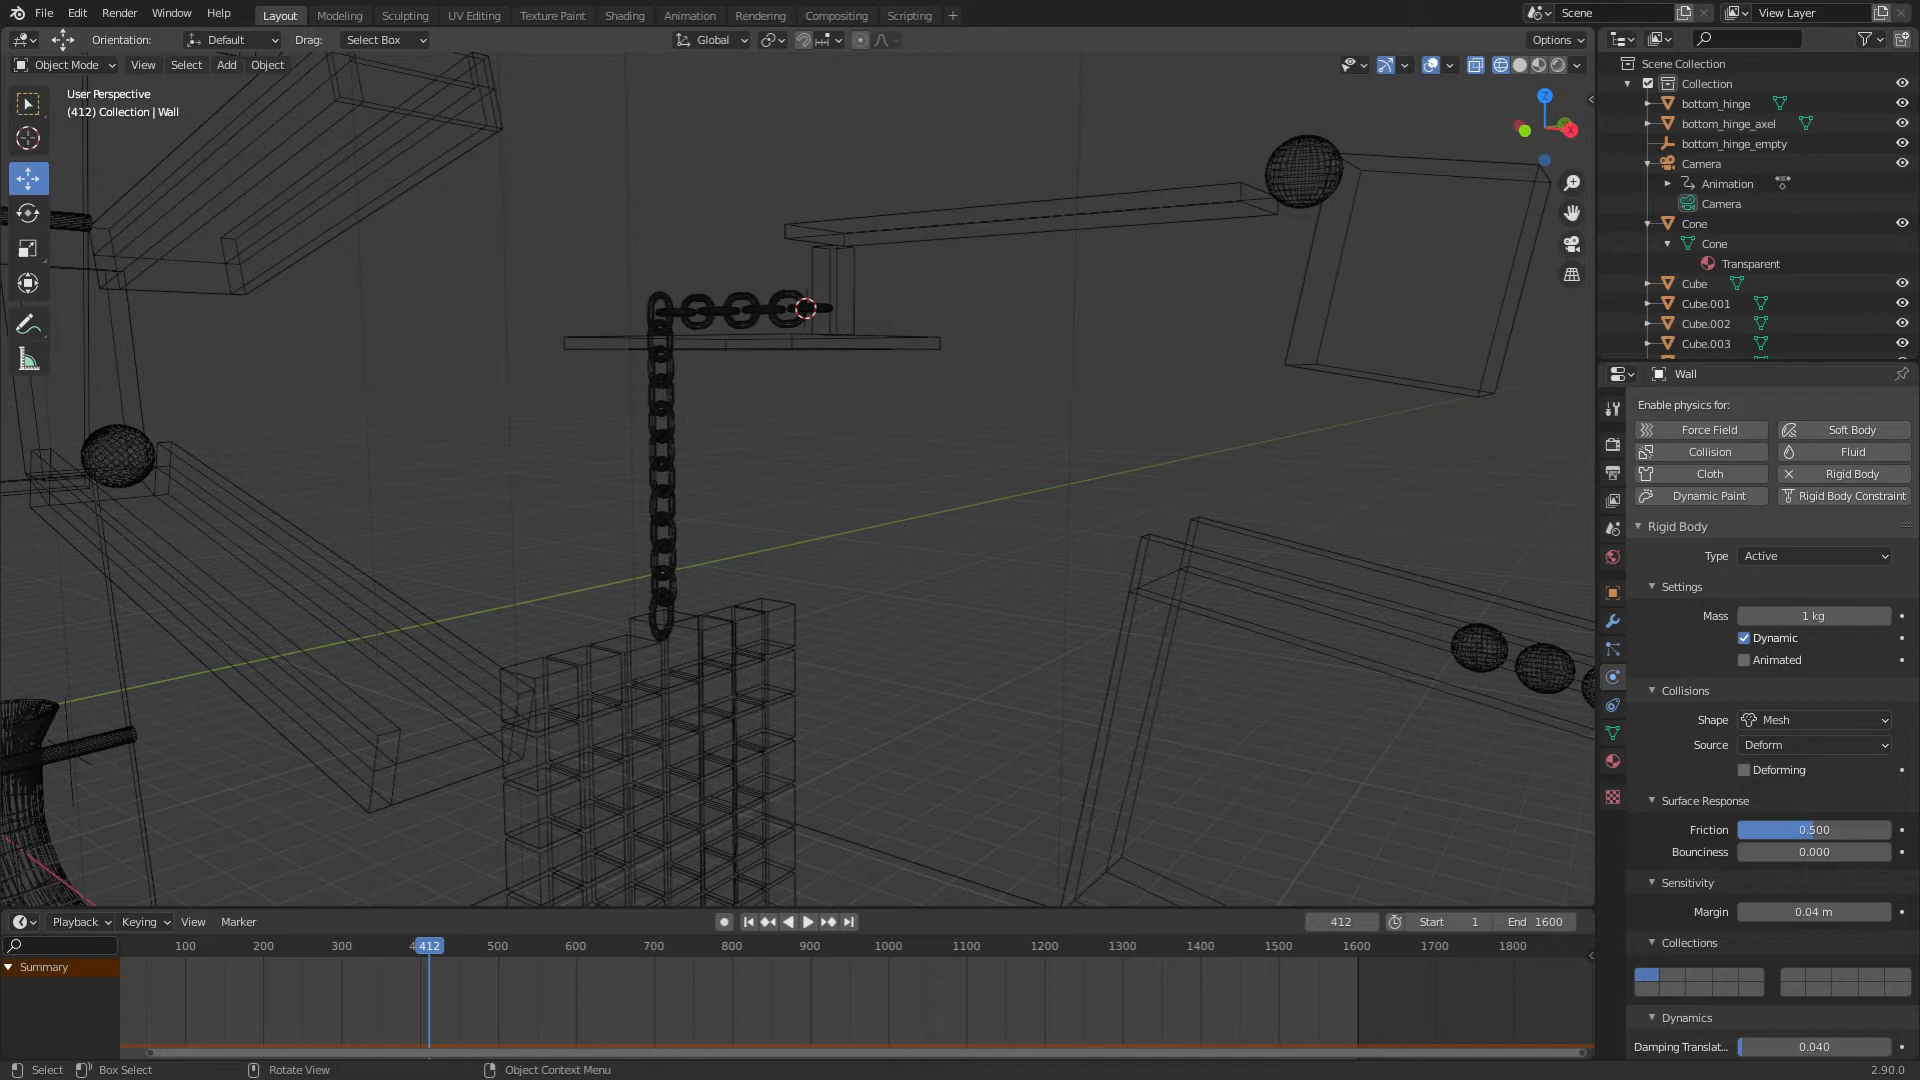 File Edit Render Window Help Layout Modeling Sculpting UV Editing Texture Paint Shading Animation Rendering Compositing Scripting + Scene View Layer
Orientation: Default Drag: Select Box Global Options
Object Mode View Select Add Object
User Perspective
(412) Collection | Wall
Z
Scene Collection
Collection
bottom_hinge
bottom_hinge_axel
bottom_hinge_empty
Camera
Animation
Camera
Cone
Cone
Transparent
Cube
Cube.001
Cube.002
Cube.003
Wall
Enable physics for:
Force Field Soft Body
Collision Fluid
Cloth Rigid Body
Dynamic Paint Rigid Body Constraint
Rigid Body
Type Active
Settings
Mass 1 kg
Dynamic
Animated
Collisions
Shape Mesh
Source Deform
Deforming
Surface Response
Friction 0.500
Bounciness 0.000
Sensitivity
Margin 0.04 m
Collections
Dynamics
Damping Translat... 0.040
Playback Keying View Marker 412 Start 1 End 1600
100 200 300 412 500 600 700 800 900 1000 1100 1200 1300 1400 1500 1600 1700 1800
Summary
Select Box Select Rotate View Object Context Menu 2.90.0